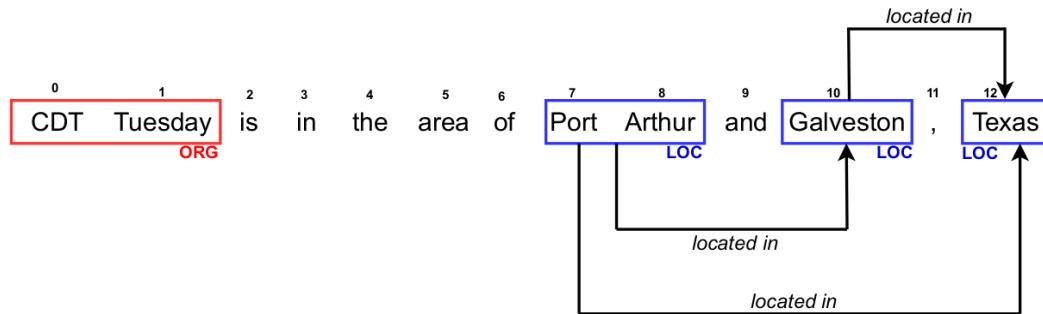 located in
0 1 2 3 4 5 6 7 8 9 10 11 12
CDT Tuesday is in the area of Port Arthur and Galveston , Texas
ORG LOC LOC LOC
located in
located in